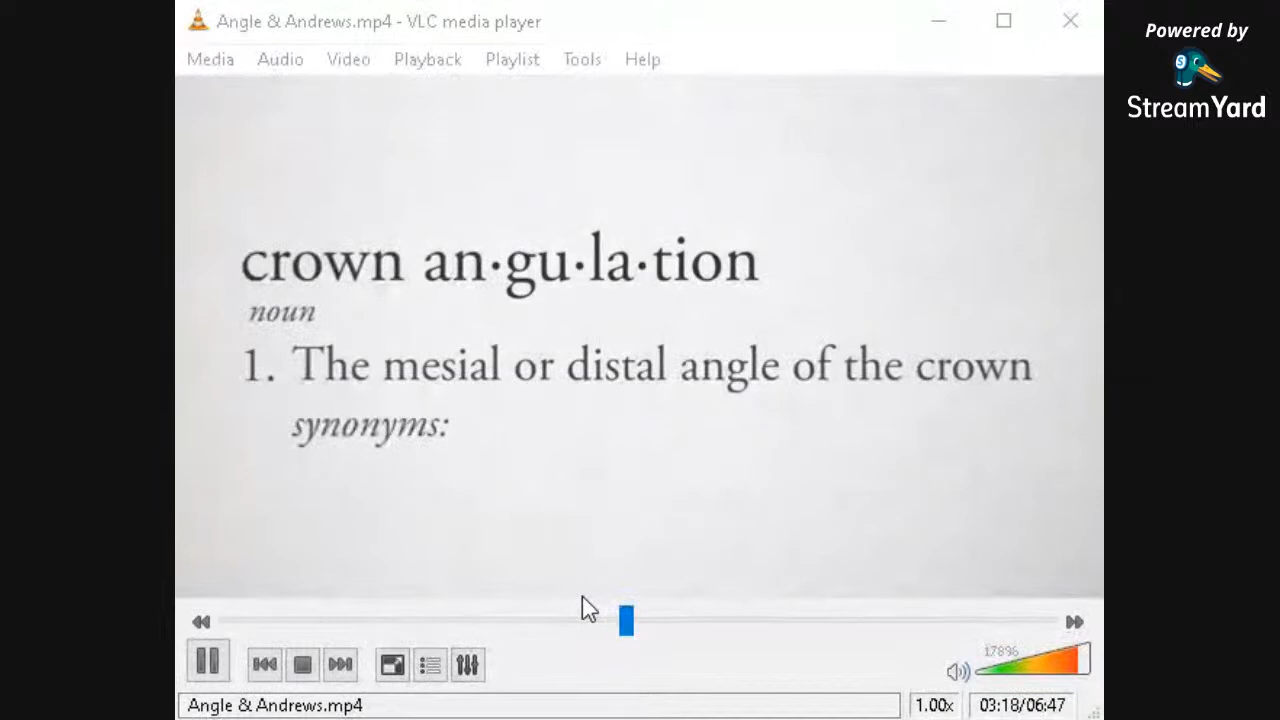 Angle & Andrews.mp4 - VLC media player
Powered by
StreamYard
Media Audio Video Playback Playlist Tools Help
crown an·gu·la·tion
noun
1. The mesial or distal angle of the crown
synonyms:
178%
Angle & Andrews.mp4 1.00x 03:18/06:47